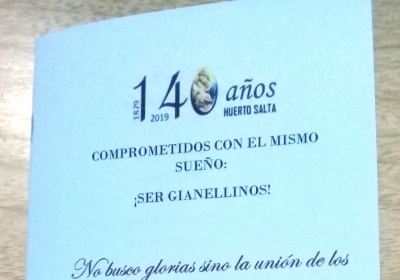 140 años
1879 2019 HUERTO SALTA
COMPROMETIDOS CON EL MISMO
SUEÑO:
¡SER GIANELLINOS!
No busco glorias sino la unión de los